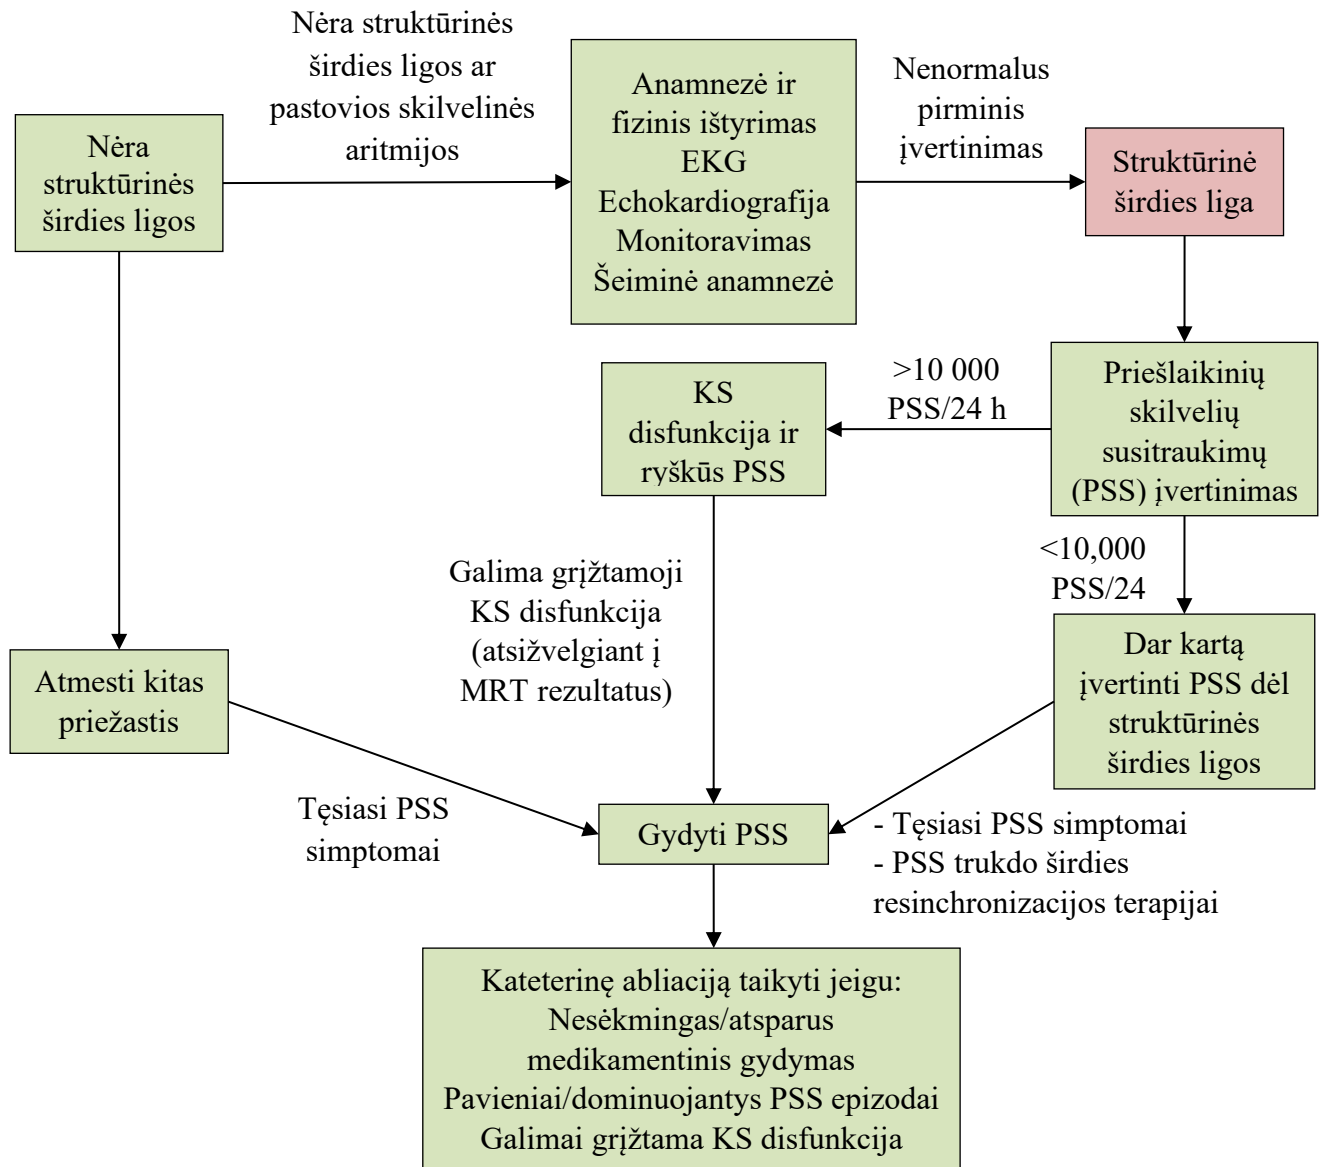 Nėra struktūrinės
širdies ligos ar
pastovios skilvelinės
aritmijos
Nėra
struktūrinės
širdies ligos
Anamnezė ir
fizinis ištyrimas
EKG
Echokardiografija
Monitoravimas
Šeiminė anamnezė
Nenormalus
pirminis
įvertinimas
Struktūrinė
širdies liga
KS
disfunkcija ir
ryškūs PSS
>10 000
PSS/24 h
Priešlaikinių
skilvelių
susitraukimų
(PSS) įvertinimas
<10,000
PSS/24
Galima grįžtamoji
KS disfunkcija
(atsižvelgiant į
MRT rezultatus)
Atmesti kitas
priežastis
Dar kartą
įvertinti PSS dėl
struktūrinės
širdies ligos
Tęsiasi PSS
simptomai
Gydyti PSS
- Tęsiasi PSS simptomai
- PSS trukdo širdies
resinchronizacijos terapijai
Kateterinę abliaciją taikyti jeigu:
Nesėkmingas/atsparus
medikamentinis gydymas
Pavieniai/dominuojantys PSS epizodai
Galimai grįžtama KS disfunkcija